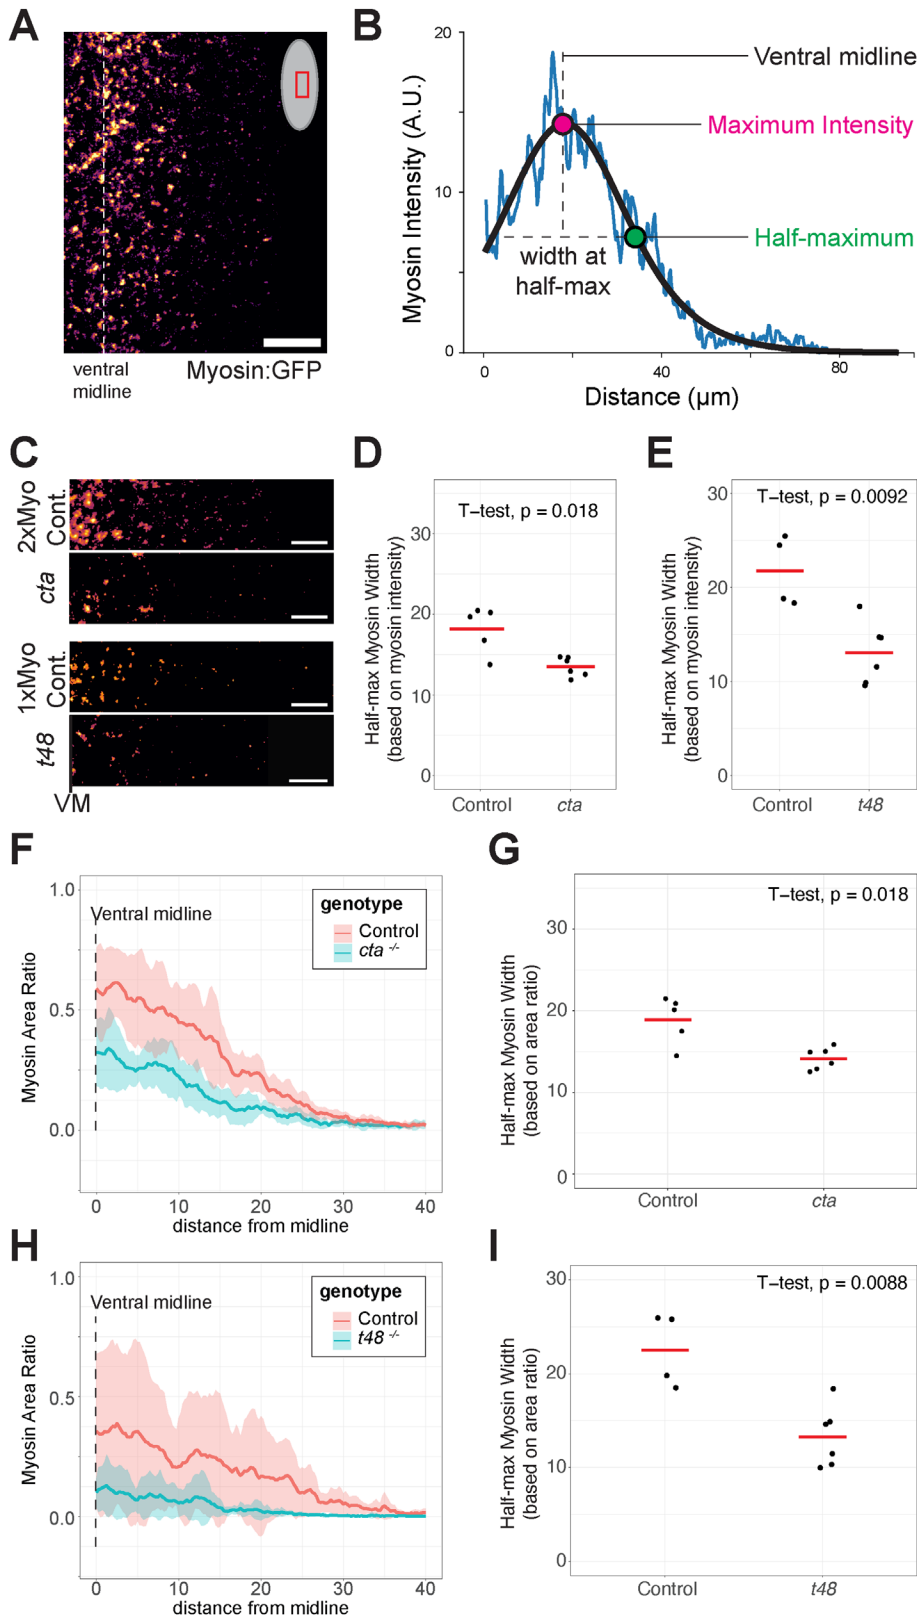 A
ventral
midline
Myosin:GFP
B
Myosin Intensity (A.U.)
20
10
0
Ventral midline
Maximum Intensity
Half-maximum
width at
half-max
0
40
80
Distance (µm)
C
2xMyo
Cont.
cta
1xMyo
Cont.
t48
VM
D
T-test, p = 0.018
Half-max Myosin Width
(based on myosin intensity)
30
20
10
0
Control
cta
E
T-test, p = 0.0092
Half-max Myosin Width
(based on myosin intensity)
30
20
10
0
Control
t48
F
Myosin Area Ratio
1.0
0.5
0.0
Ventral midline
genotype
Control
cta -/-
0
10
20
30
40
distance from midline
G
T-test, p = 0.018
Half-max Myosin Width
(based on area ratio)
30
20
10
0
Control
cta
H
Myosin Area Ratio
1.0
0.5
0.0
Ventral midline
genotype
Control
t48 -/-
0
10
20
30
40
distance from midline
I
T-test, p = 0.0088
Half-max Myosin Width
(based on area ratio)
30
20
10
0
Control
t48